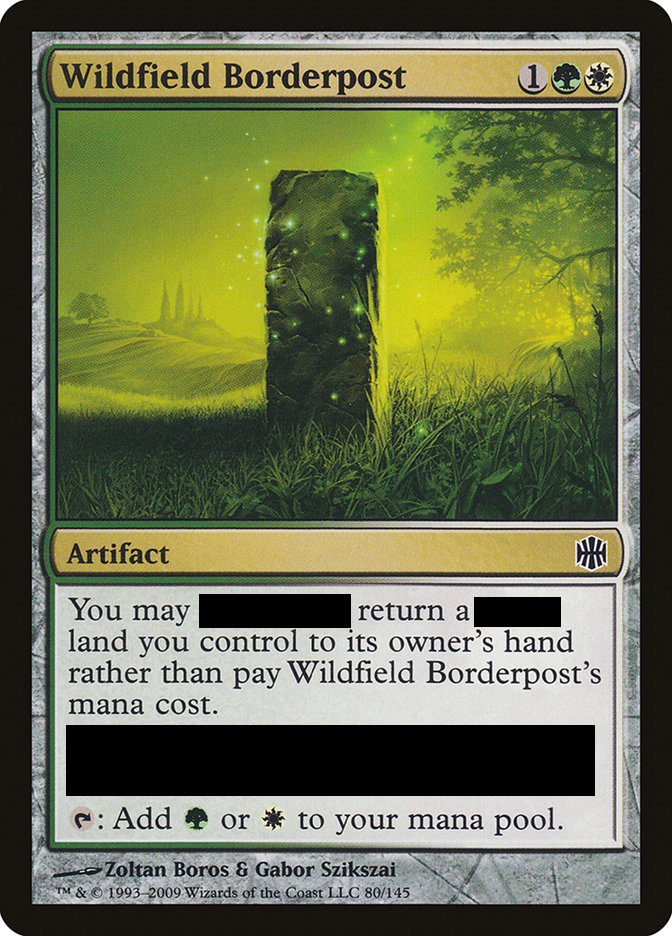 Wildfield Borderpost 1
Artifact
You may return a
land you control to its owner's hand
rather than pay Wildfield Borderpost's
mana cost.
: Add or to your mana pool.
Zoltan Boros & Gabor Szikszai
™ & © 1993–2009 Wizards of the Coast LLC 80/145